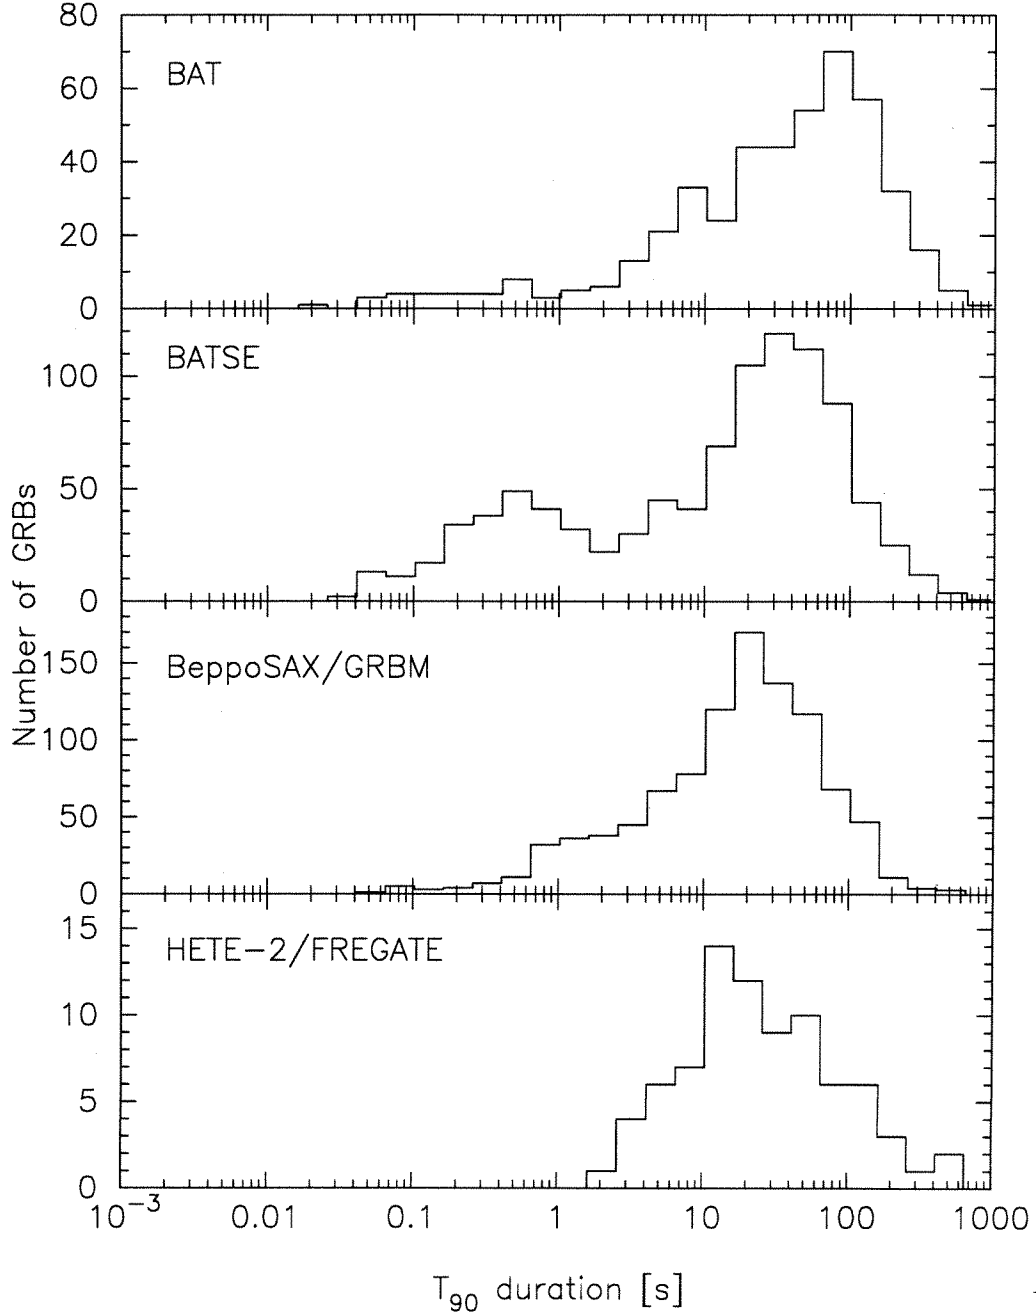 80
60
40
20
0
BAT
100
50
0
BATSE
Number of GRBs
150
100
50
0
BeppoSAX/GRBM
15
10
5
0
HETE-2/FREGATE
10⁻³ 0.01 0.1 1 10 100 1000
T₉₀ duration [s]